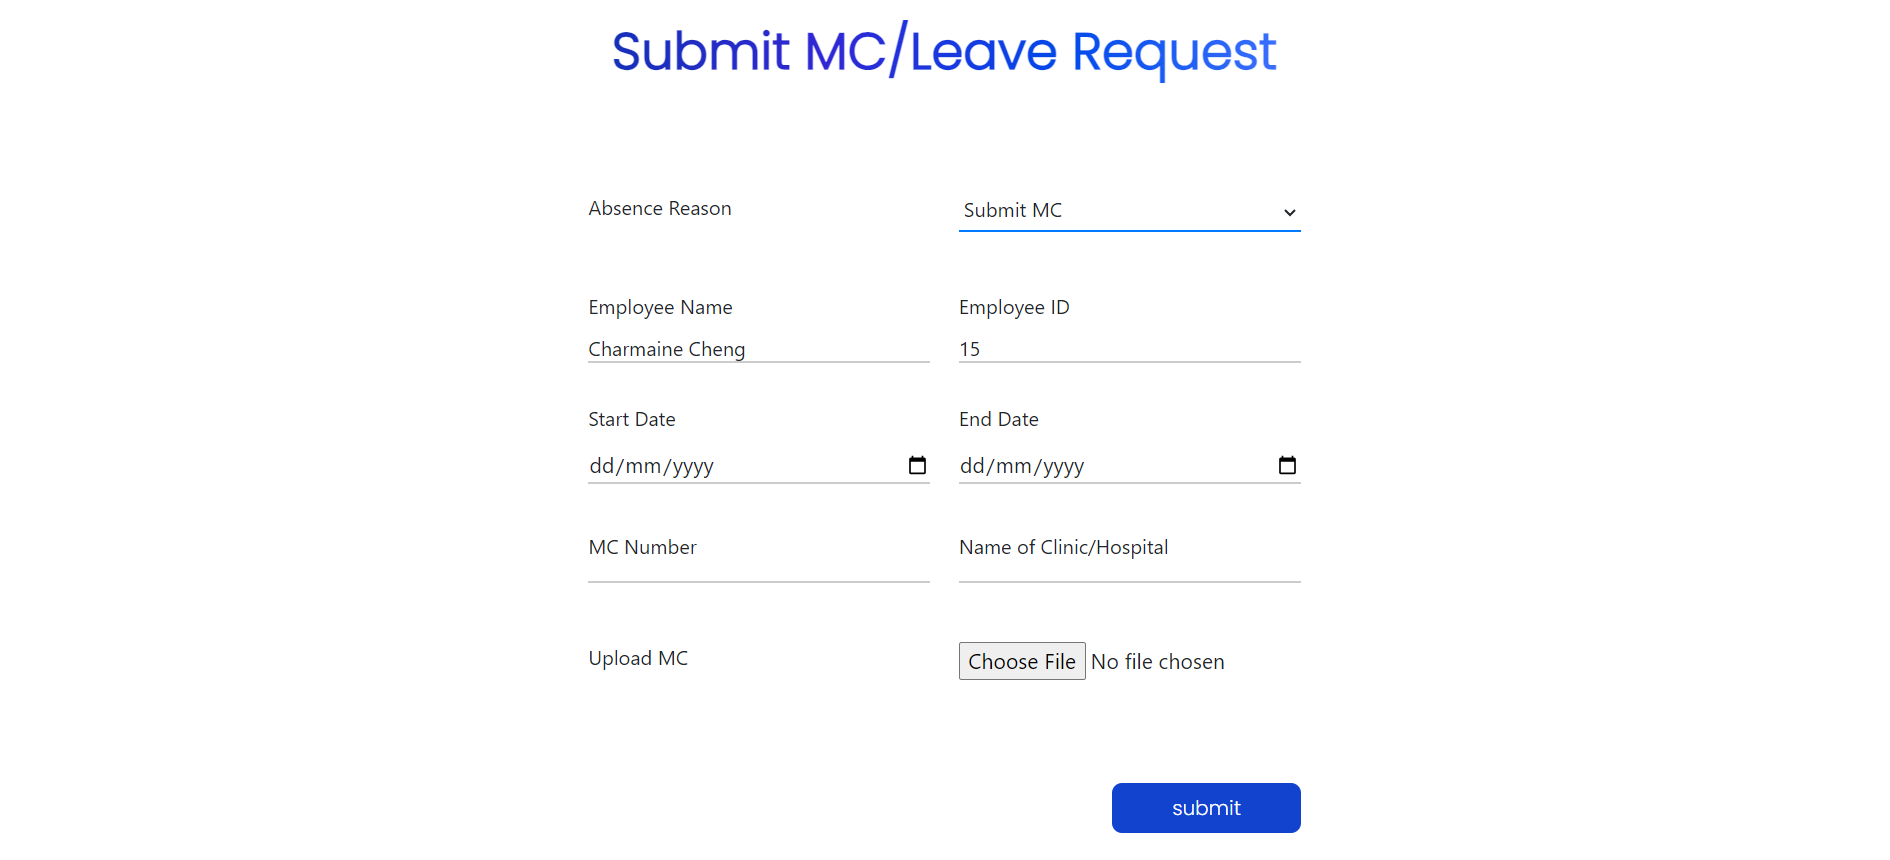 Submit MC/Leave Request
Absence Reason
Submit MC
Employee Name
Employee ID
Charmaine Cheng
15
Start Date
End Date
dd/mm/yyyy
dd/mm/yyyy
MC Number
Name of Clinic/Hospital
Upload MC
Choose File No file chosen
submit